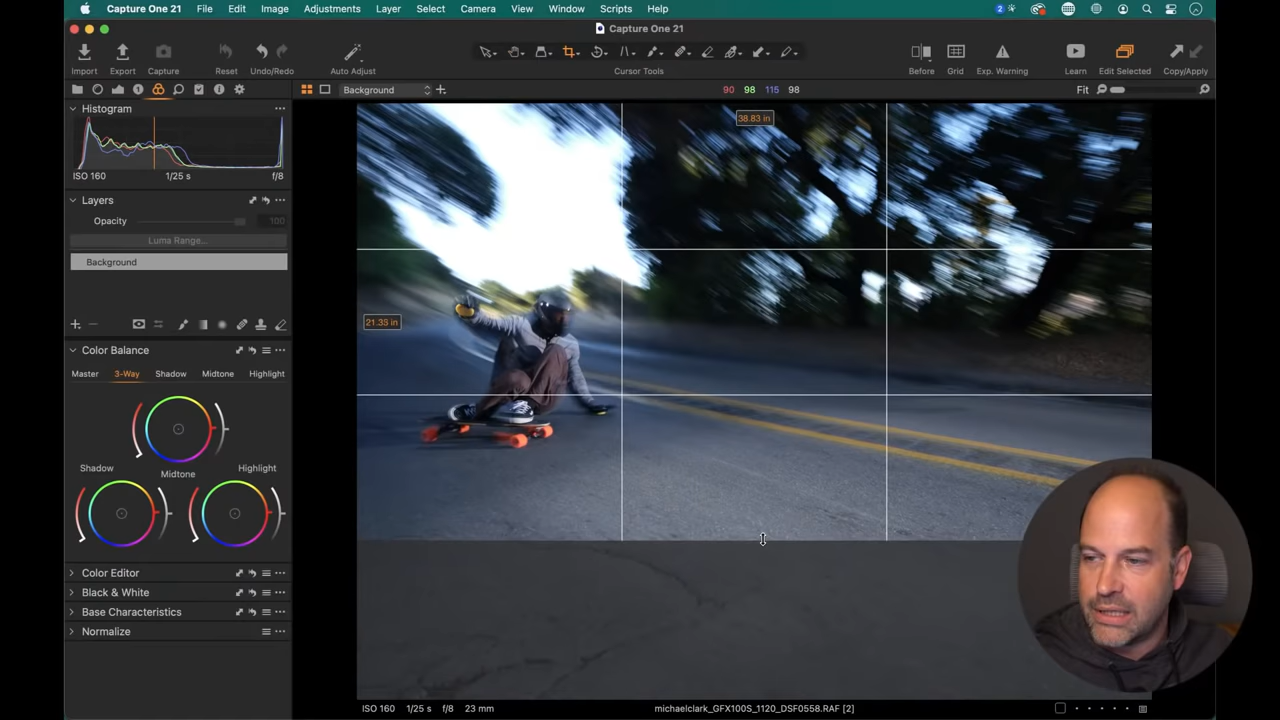 Capture One 21 File Edit Image Adjustments Layer Select Camera View Window Scripts Help 2
Capture One 21
Import Export Capture Reset Undo/Redo Auto Adjust Cursor Tools Before Grid Exp. Warning Learn Edit Selected Copy/Apply
Background 90 98 115 98 Fit
Histogram
ISO 160 1/25 s f/8
Layers
Opacity 100
Luma Range...
Background
Color Balance
Master 3-Way Shadow Midtone Highlight
Shadow Midtone Highlight
Color Editor
Black & White
Base Characteristics
Normalize
38.83 in
21.35 in
ISO 160 1/25 s f/8 23 mm michaelclark_GFX100S_1120_DSF0558.RAF [2]